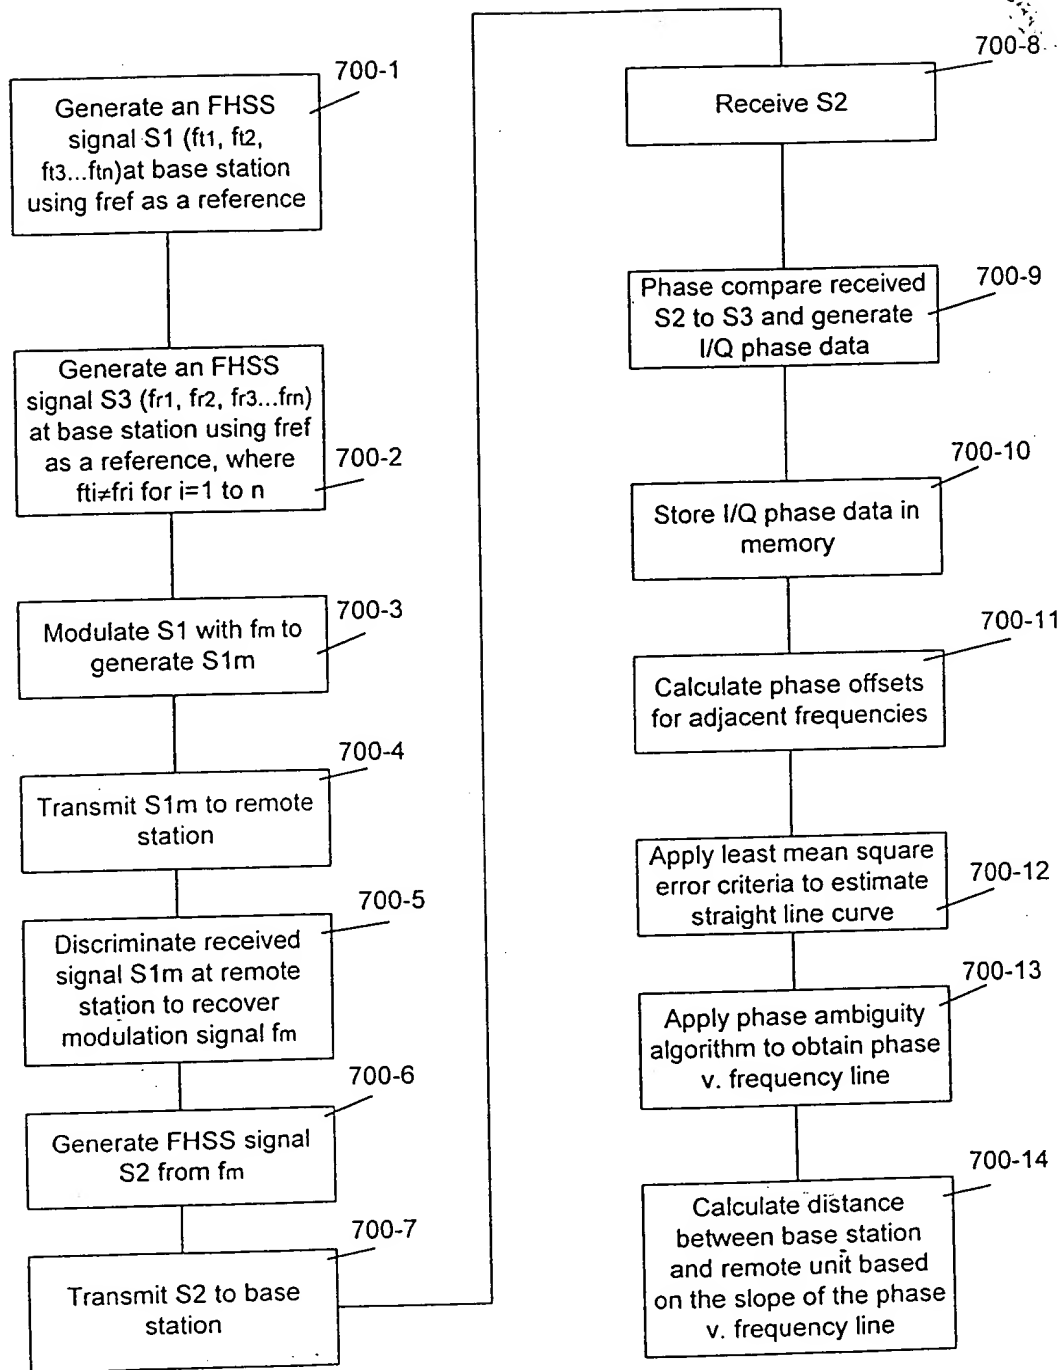 700-1
Generate an FHSS
signal S1 (ft1, ft2,
ft3...ftn)at base station
using fref as a reference
Generate an FHSS
signal S3 (fr1, fr2, fr3...frn)
at base station using fref
as a reference, where
fti≠fri for i=1 to n
700-2
700-3
Modulate S1 with fm to
generate S1m
700-4
Transmit S1m to remote
station
700-5
Discriminate received
signal S1m at remote
station to recover
modulation signal fm
700-6
Generate FHSS signal
S2 from fm
700-7
Transmit S2 to base
station
700-8
Receive S2
700-9
Phase compare received
S2 to S3 and generate
I/Q phase data
700-10
Store I/Q phase data in
memory
700-11
Calculate phase offsets
for adjacent frequencies
Apply least mean square
error criteria to estimate
straight line curve
700-12
700-13
Apply phase ambiguity
algorithm to obtain phase
v. frequency line
700-14
Calculate distance
between base station
and remote unit based
on the slope of the phase
v. frequency line